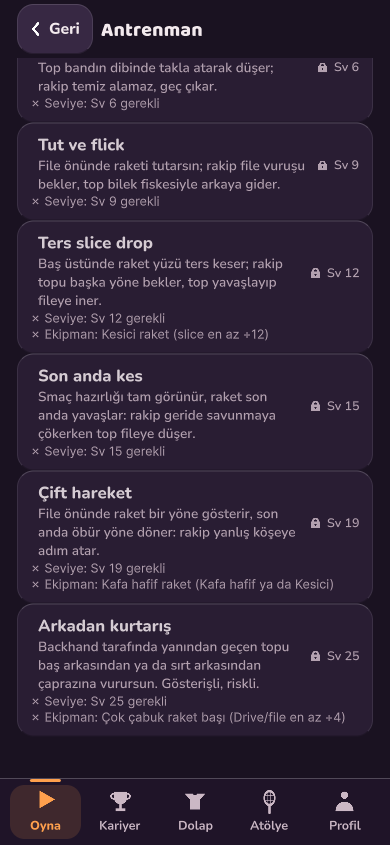 Geri
Antrenman
Top bandın dibinde takla atarak düşer;
rakip temiz alamaz, geç çıkar.
Sv 6
× Seviye: Sv 6 gerekli
Tut ve flick
File önünde raketi tutarsın; rakip file vuruşu
bekler, top bilek fiskesiyle arkaya gider.
Sv 9
× Seviye: Sv 9 gerekli
Ters slice drop
Baş üstünde raket yüzü ters keser; rakip
topu başka yöne bekler, top yavaşlayıp
fileye iner.
Sv 12
× Seviye: Sv 12 gerekli
× Ekipman: Kesici raket (slice en az +12)
Son anda kes
Smaç hazırlığı tam görünür, raket son
anda yavaşlar: rakip geride savunmaya
çökerken top fileye düşer.
Sv 15
× Seviye: Sv 15 gerekli
Çift hareket
File önünde raket bir yöne gösterir, son
anda öbür yöne döner: rakip yanlış köşeye
adım atar.
Sv 19
× Seviye: Sv 19 gerekli
× Ekipman: Kafa hafif raket (Kafa hafif ya da Kesici)
Arkadan kurtarış
Backhand tarafında yanından geçen topu
baş arkasından ya da sırt arkasından
çaprazına vurursun. Gösterişli, riskli.
Sv 25
× Seviye: Sv 25 gerekli
× Ekipman: Çok çabuk raket başı (Drive/file en az +4)
Oyna
Kariyer
Dolap
Atölye
Profil